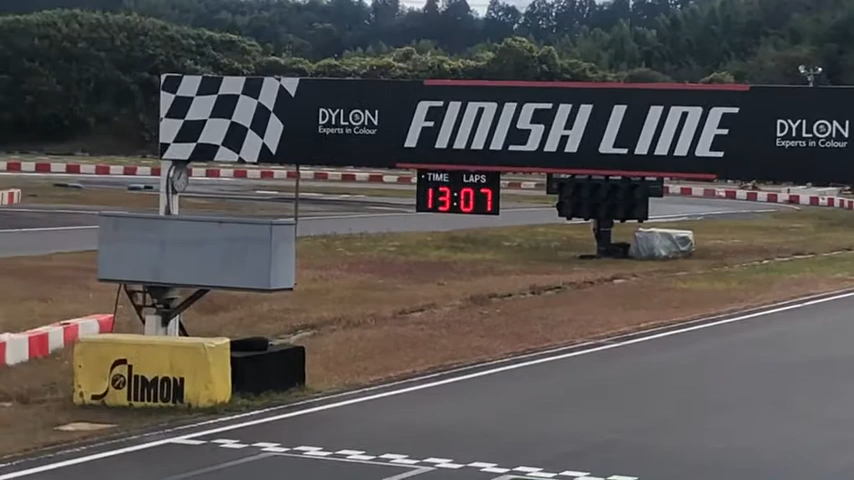 DYLON
Experts in Colour
FINISH LINE
DYLON
Experts in Colour
TIME LAPS
13:07
SIMON